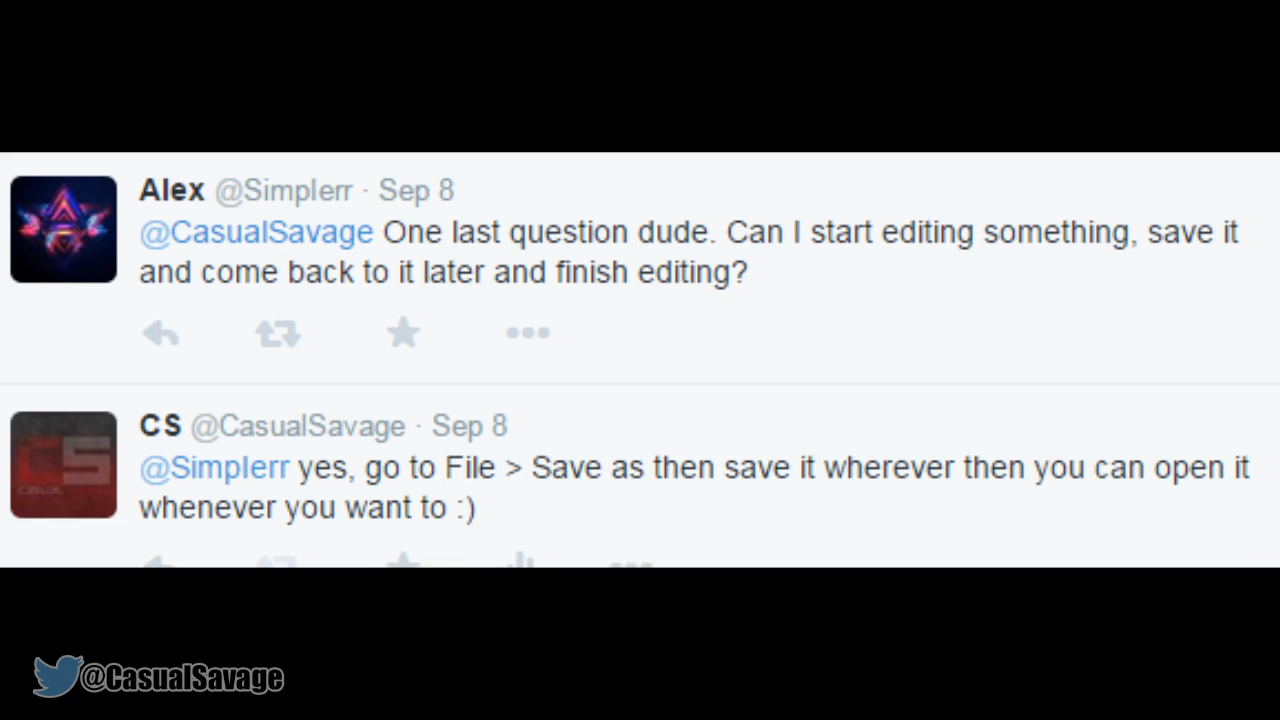 Alex @Simplerr · Sep 8
@CasualSavage One last question dude. Can I start editing something, save it
and come back to it later and finish editing?
CS @CasualSavage · Sep 8
@Simplerr yes, go to File > Save as then save it wherever then you can open it
whenever you want to :)
CS
CASUAL
@CasualSavage